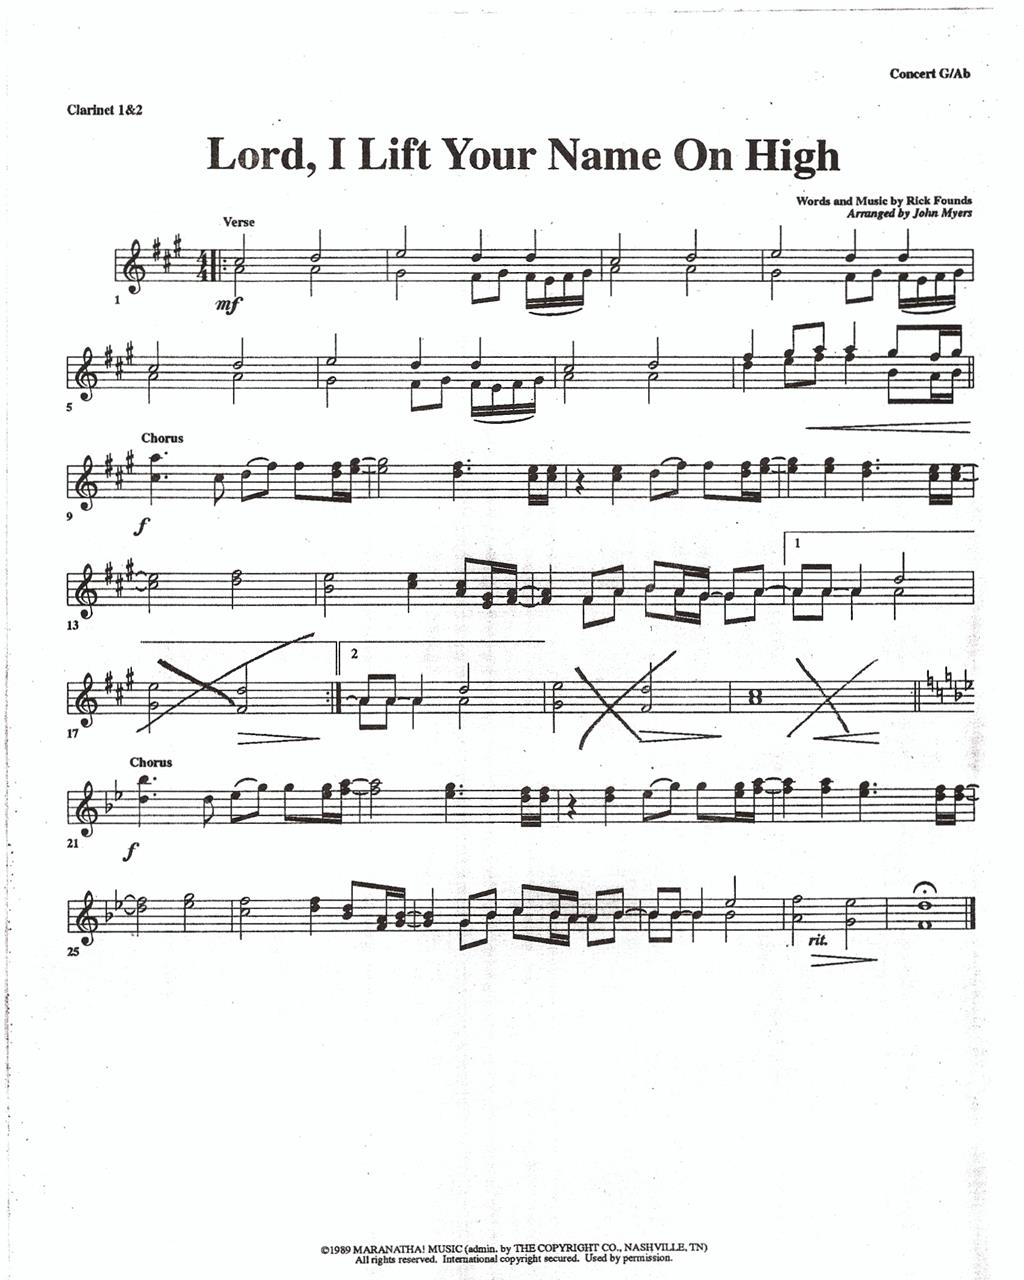 Concert G/Ab
Clarinet 1&2
Lord, I Lift Your Name On High
Words and Music by Rick Founds
Arranged by John Myers
Verse
4
4
1
mf
5
Chorus
9
f
1
13
2
17
Chorus
21
f
25
rit.
©1989 MARANATHA! MUSIC (admin. by THE COPYRIGHT CO., NASHVILLE, TN)
All rights reserved. International copyright secured. Used by permission.